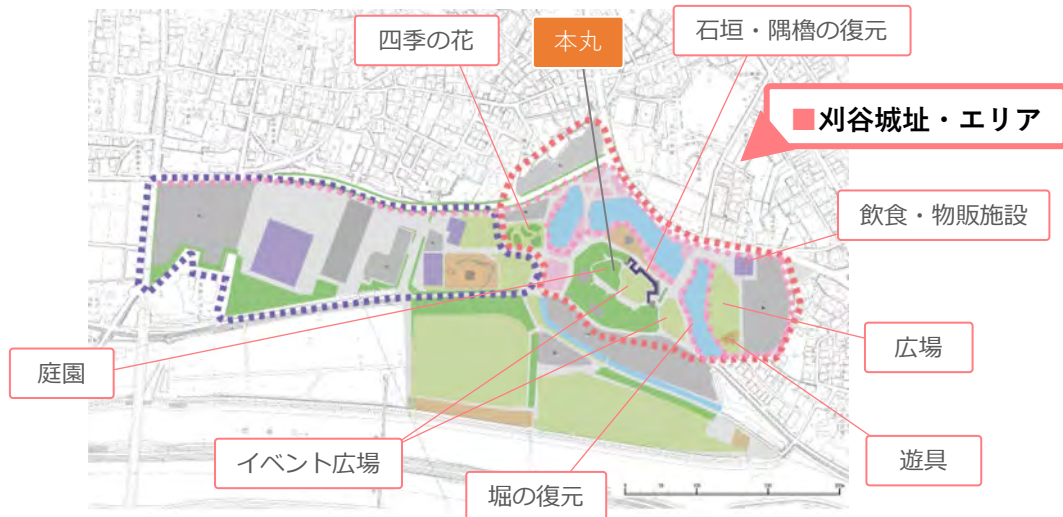 四季の花
本丸
石垣・隅櫓の復元
■刈谷城址・エリア
飲食・物販施設
広場
庭園
遊具
イベント広場
堀の復元